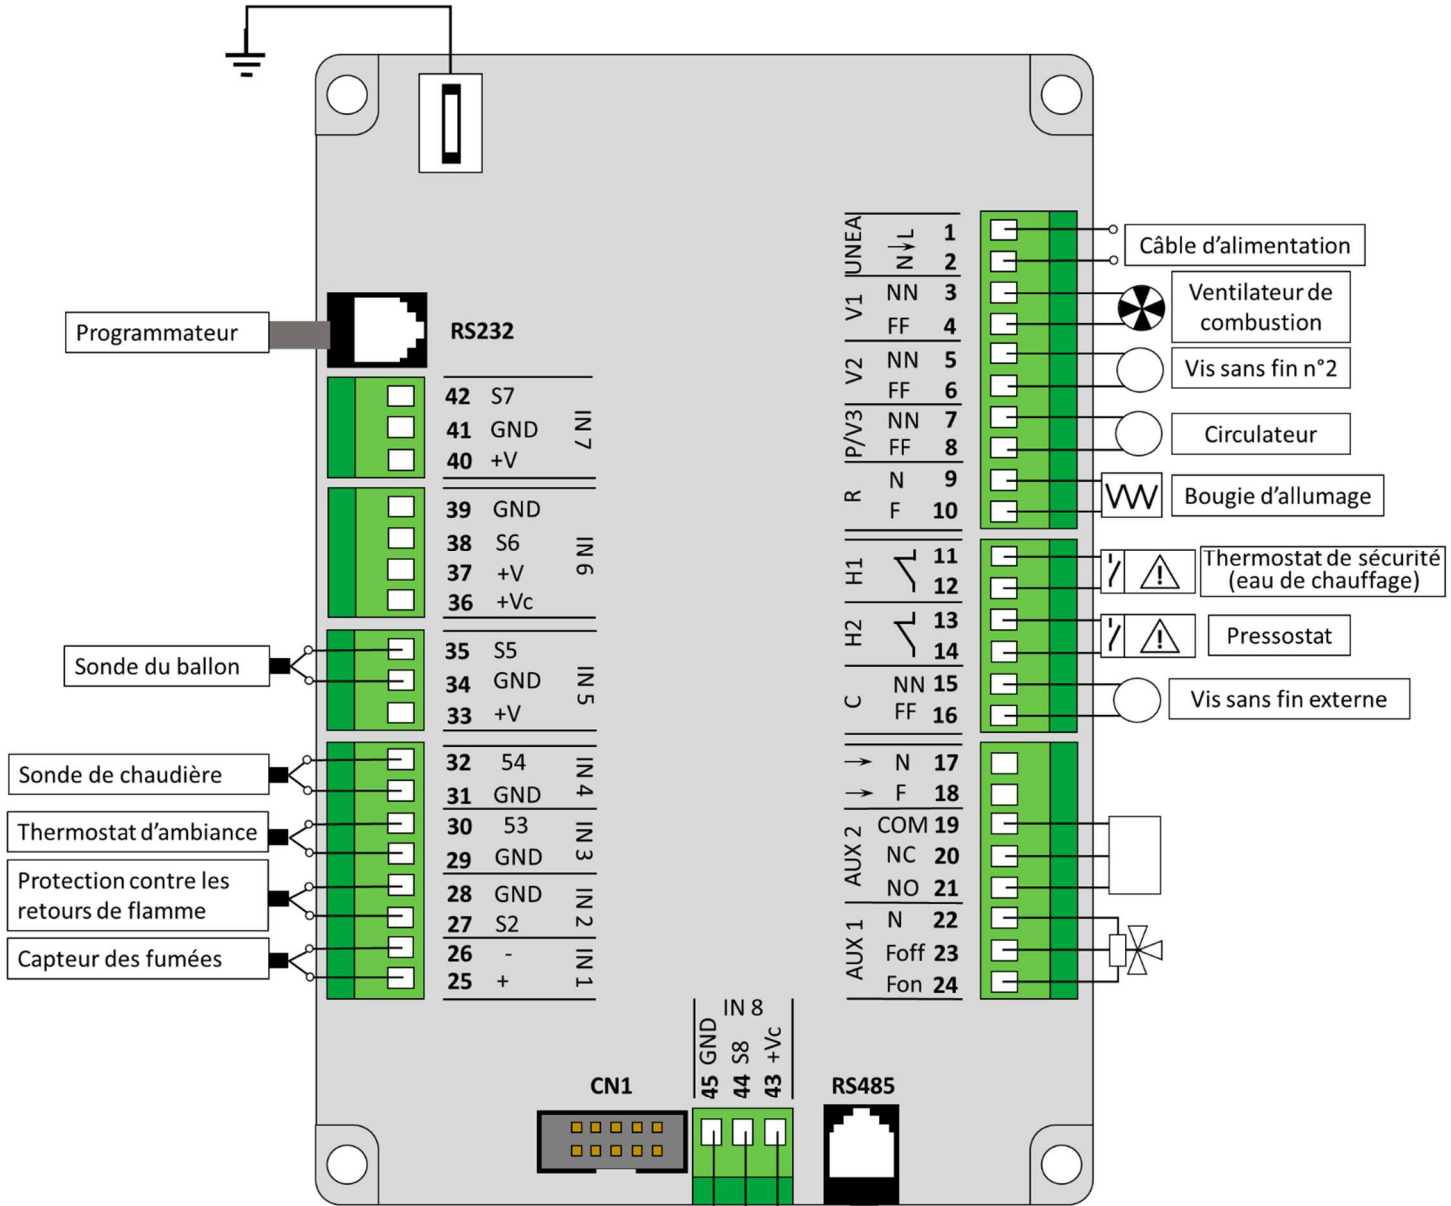 Programmateur
RS232
42 S7
41 GND
40 +V
IN 7
39 GND
38 S6
37 +V
36 +Vc
IN 6
Sonde du ballon
35 S5
34 GND
33 +V
IN 5
Sonde de chaudière
32 54
31 GND
IN 4
Thermostat d'ambiance
30 53
29 GND
IN 3
Protection contre les
retours de flamme
28 GND
27 S2
IN 2
Capteur des fumées
26 -
25 +
IN 1
UNEA
N→L
1
2
Câble d'alimentation
V1
NN 3
FF 4
Ventilateur de
combustion
V2
NN 5
FF 6
Vis sans fin n°2
P/V3
NN 7
FF 8
Circulateur
R
N 9
F 10
Bougie d'allumage
H1
11
12
Thermostat de sécurité
(eau de chauffage)
H2
13
14
Pressostat
C
NN 15
FF 16
Vis sans fin externe
→ N 17
→ F 18
AUX 2
COM 19
NC 20
NO 21
AUX 1
N 22
Foff 23
Fon 24
IN 8
45 GND
44 S8
43 +Vc
CN1
RS485